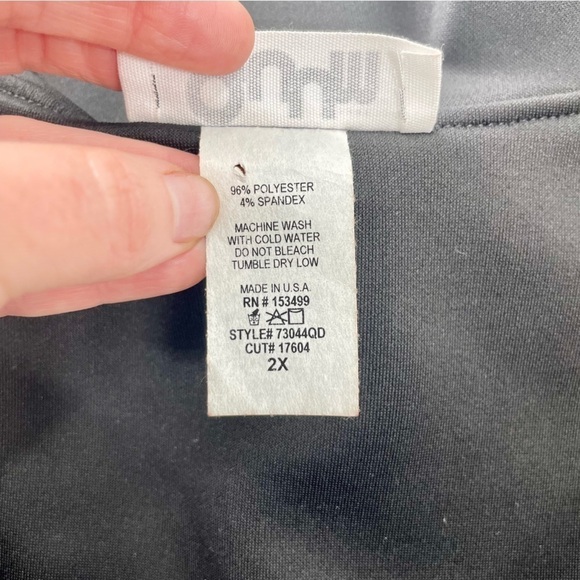 96% POLYESTER
4% SPANDEX
MACHINE WASH
WITH COLD WATER
DO NOT BLEACH
TUMBLE DRY LOW
MADE IN U.S.A.
RN # 153499
STYLE# 73044QD
CUT# 17604
2X